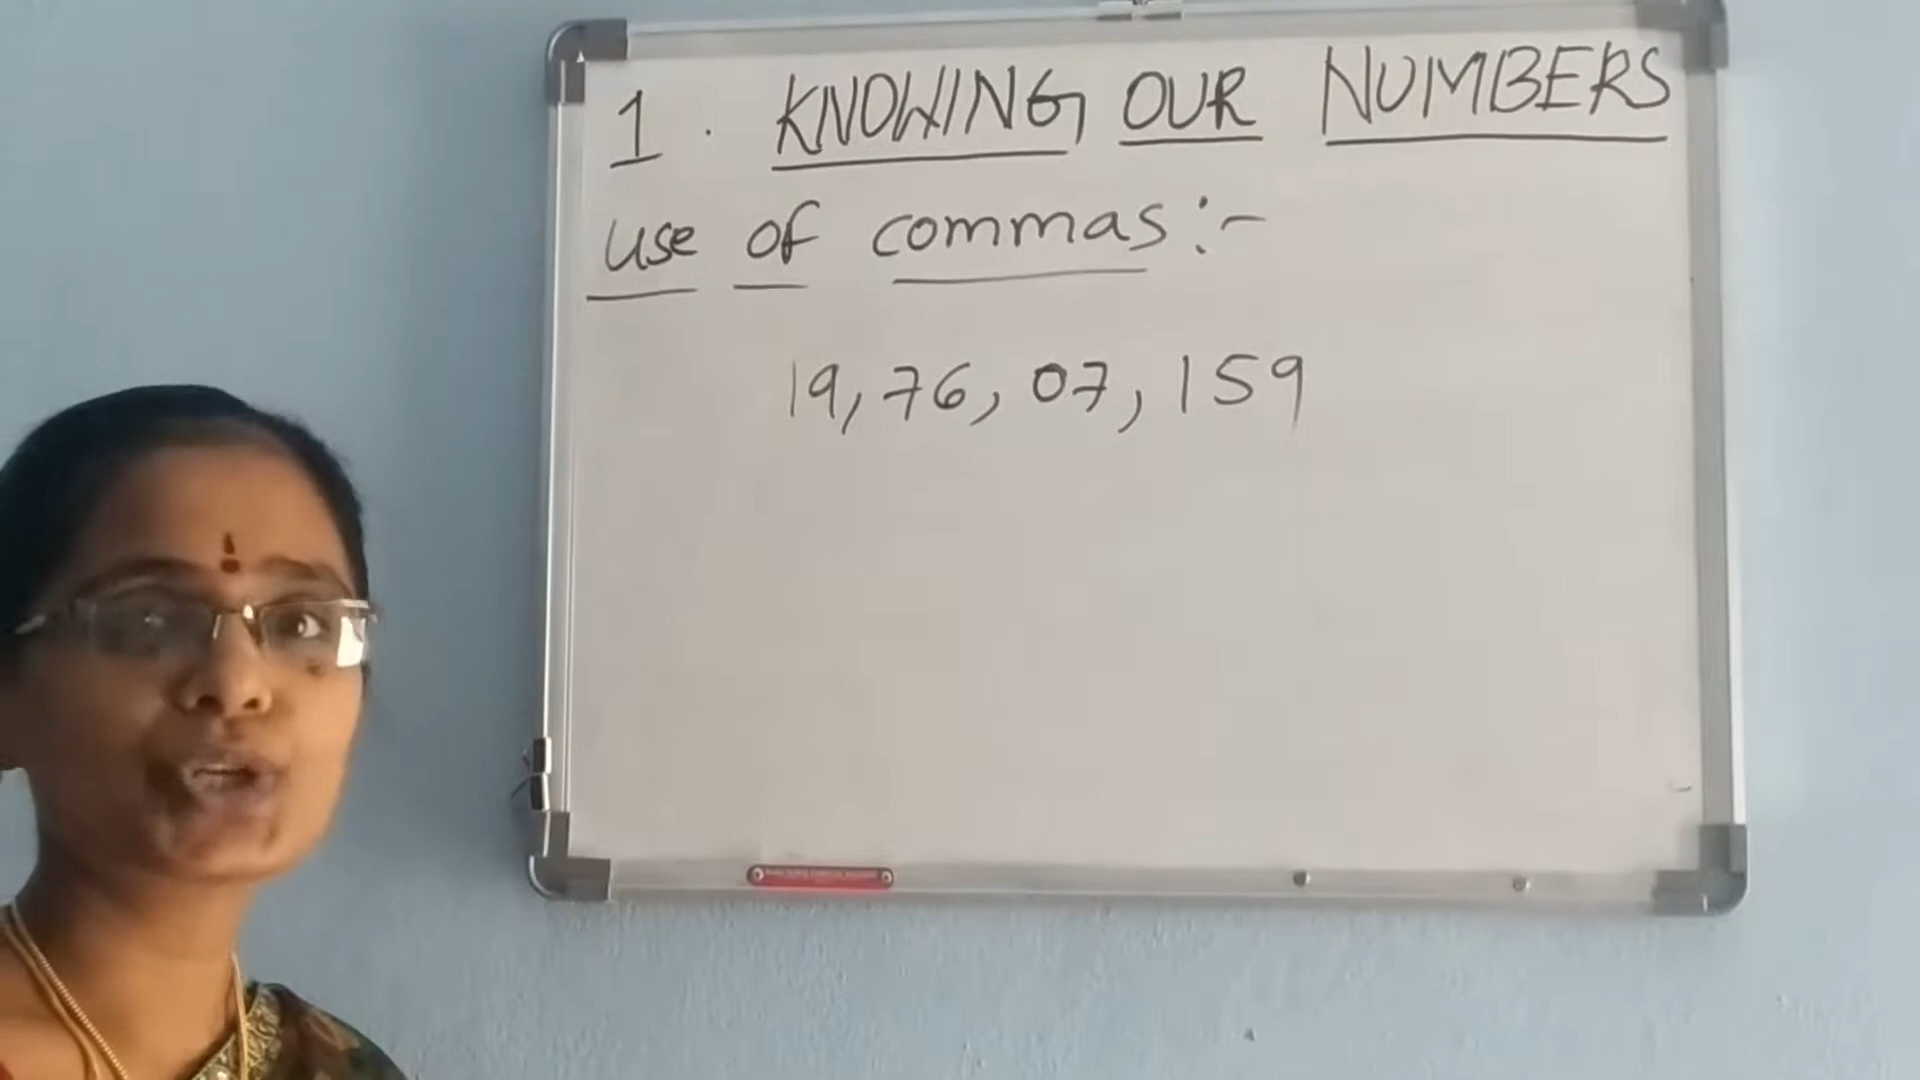 1. KNOWING OUR NUMBERS
use of commas:-
19,76,07,159